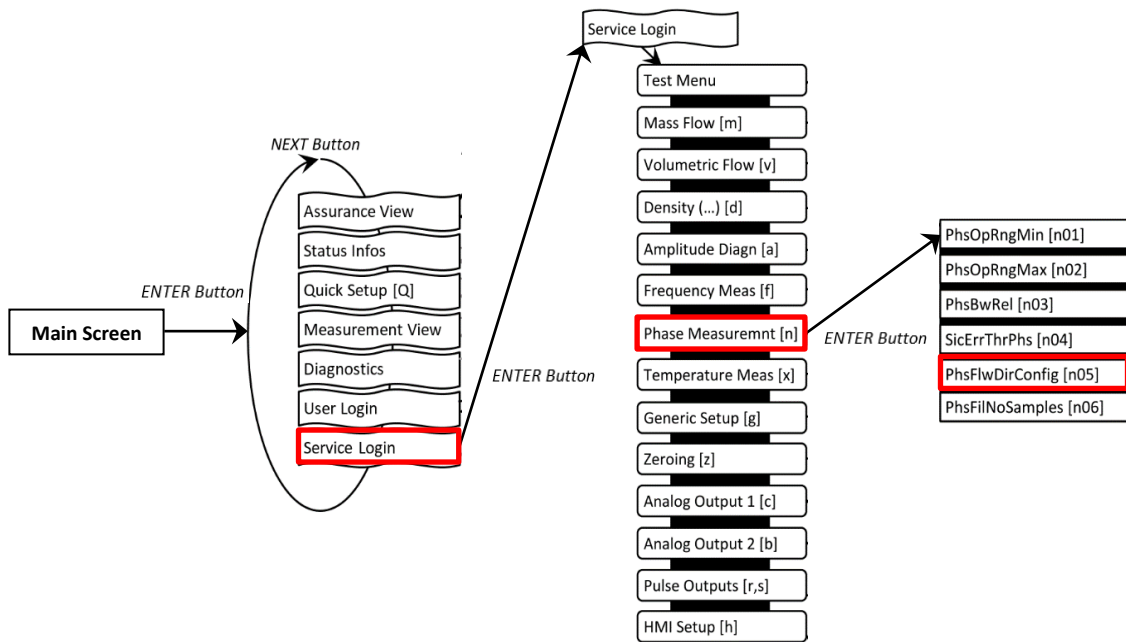 Main Screen
ENTER Button
NEXT Button
Assurance View
Status Infos
Quick Setup [Q]
Measurement View
Diagnostics
User Login
Service Login
ENTER Button
Service Login
Test Menu
Mass Flow [m]
Volumetric Flow [v]
Density (...) [d]
Amplitude Diagn [a]
Frequency Meas [f]
Phase Measuremnt [n]
Temperature Meas [x]
Generic Setup [g]
Zeroing [z]
Analog Output 1 [c]
Analog Output 2 [b]
Pulse Outputs [r,s]
HMI Setup [h]
ENTER Button
PhsOpRngMin [n01]
PhsOpRngMax [n02]
PhsBwRel [n03]
SicErrThrPhs [n04]
PhsFlwDirConfig [n05]
PhsFilNoSamples [n06]